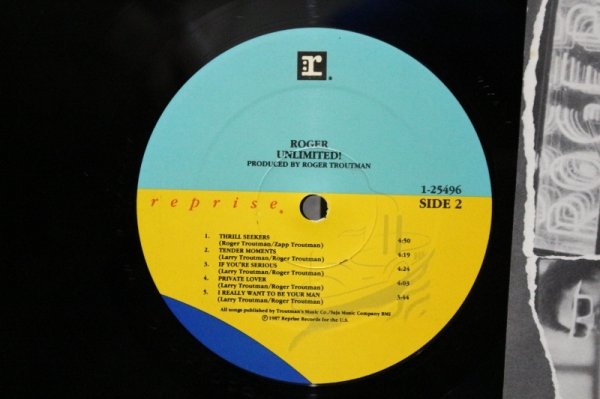 :r
ROGER
UNLIMITED!
PRODUCED BY ROGER TROUTMAN
1-25496
reprise
SIDE 2
1. THRILL SEEKERS
(Roger Troutman/Zapp Troutman) 4:50
2. TENDER MOMENTS
(Larry Troutman/Roger Troutman) 4:19
3. IF YOU'RE SERIOUS
(Larry Troutman/Roger Troutman) 4:24
4. PRIVATE LOVER
(Larry Troutman/Roger Troutman) 4:03
5. I REALLY WANT TO BE YOUR MAN
(Larry Troutman/Roger Troutman) 5:44
All songs published by Troutman's Music Co./Saja Music Company BMI
℗ 1987 Reprise Records for the U.S.
ROGER